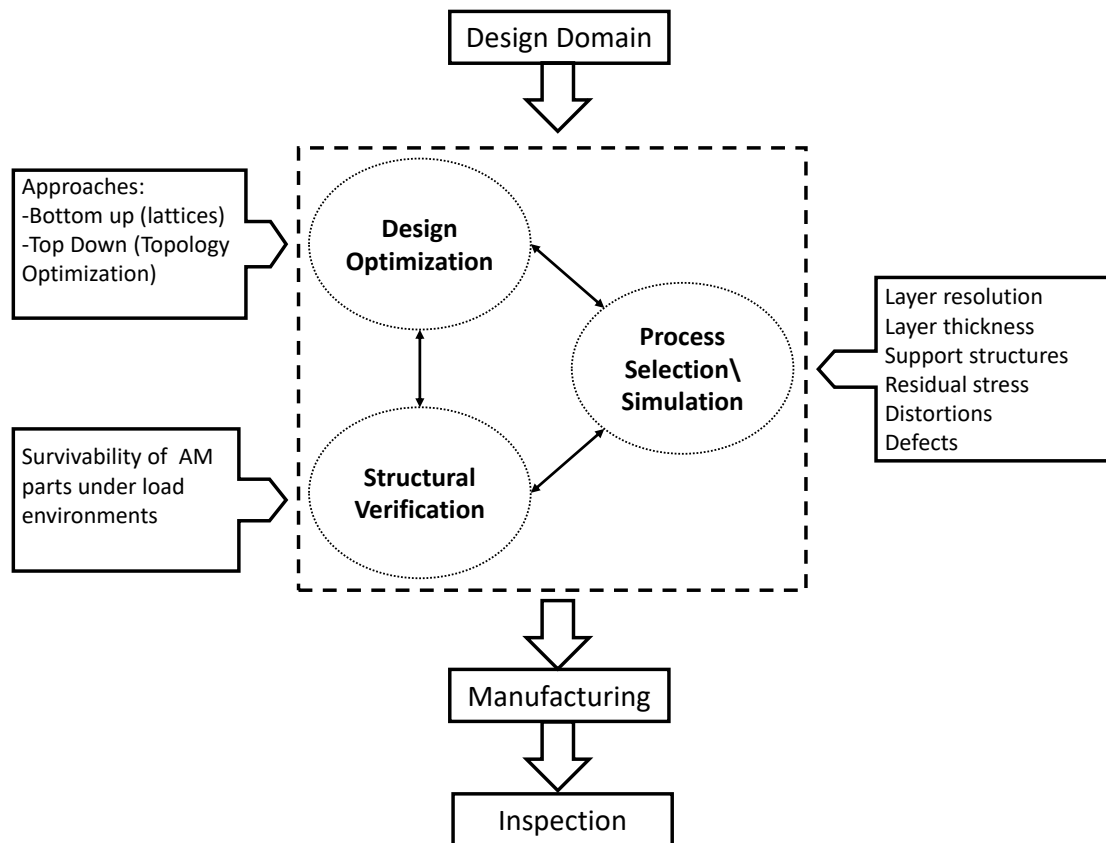 Design Domain
Approaches:
-Bottom up (lattices)
-Top Down (Topology
Optimization)
Design
Optimization
Process
Selection\
Simulation
Layer resolution
Layer thickness
Support structures
Residual stress
Distortions
Defects
Survivability of  AM
parts under load
environments
Structural
Verification
Manufacturing
Inspection